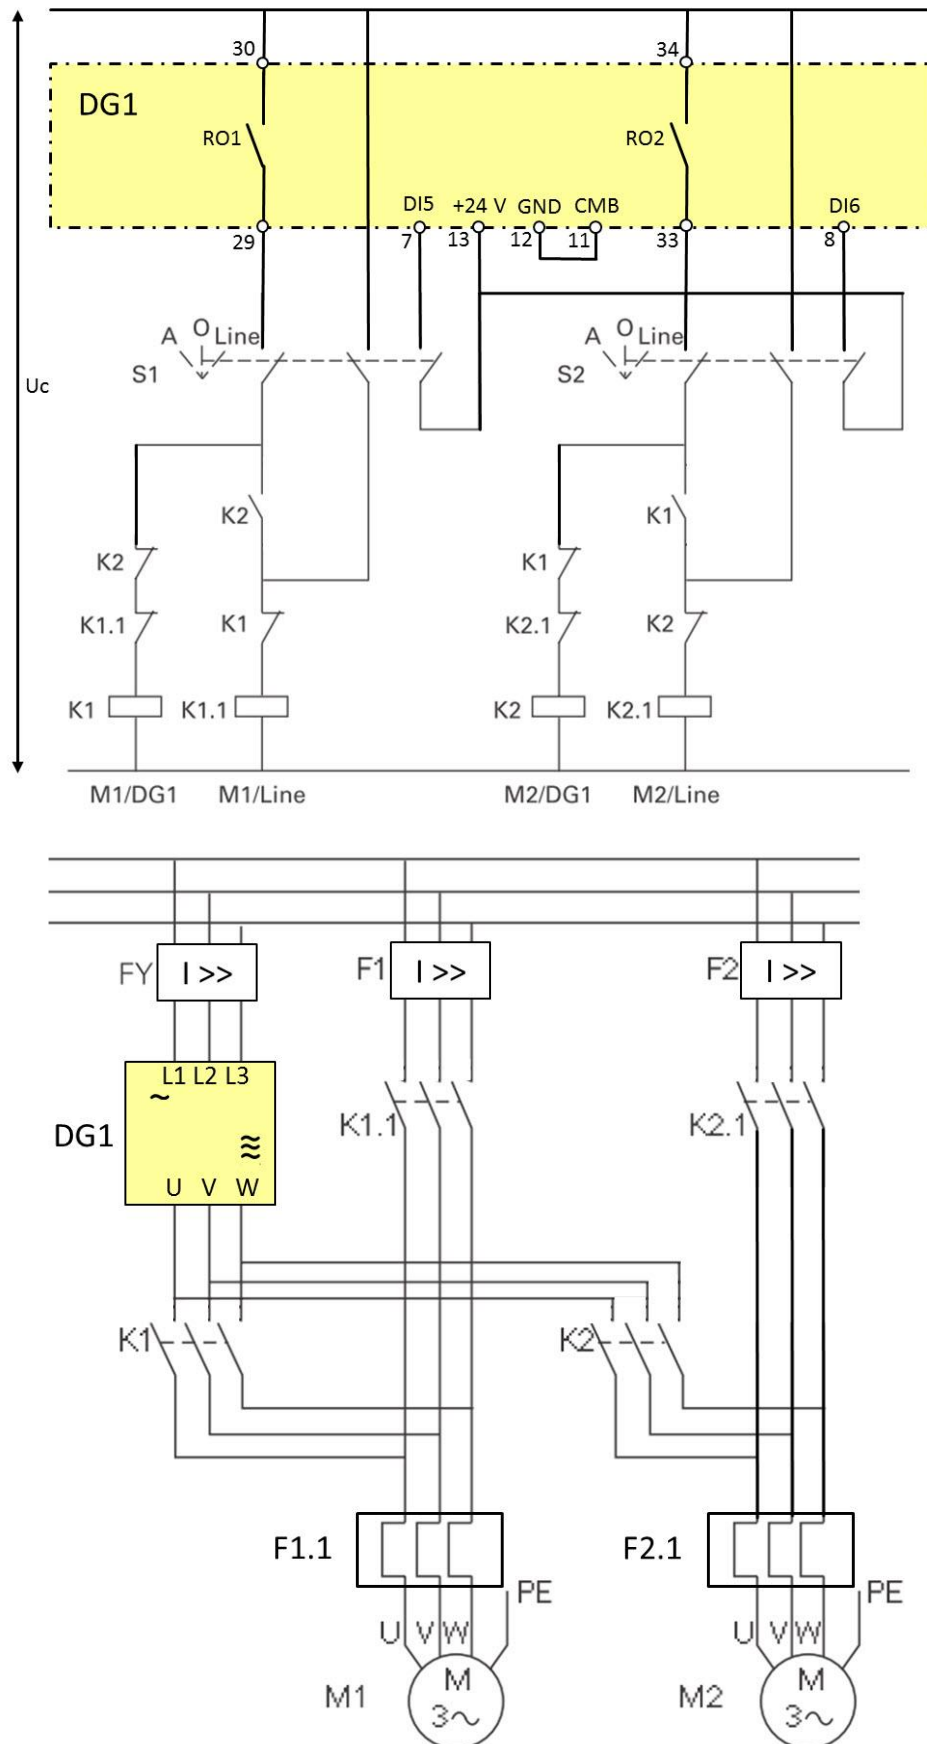 30 34
DG1
RO1 RO2
DI5 +24 V GND CMB DI6
29 7 13 12 11 33 8
A O Line A O Line
S1 S2
Uc
K2 K1
K2 K1
K1.1 K1 K2.1 K2
K1 K1.1 K2 K2.1
M1/DG1 M1/Line M2/DG1 M2/Line
FY I >> F1 I >> F2 I >>
L1 L2 L3
~
K1.1 K2.1
DG1
≋
U V W
K1 K2
F1.1 F2.1
PE PE
U V W U V W
M M
M1 3~ M2 3~